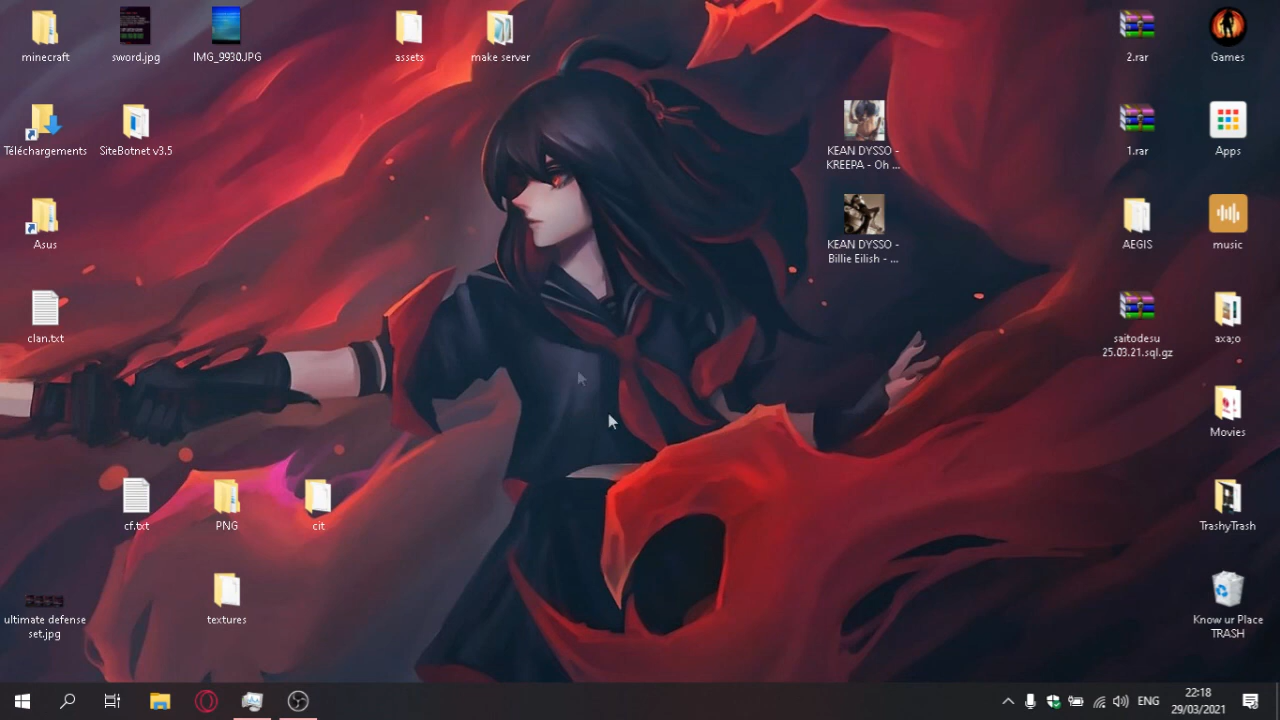 minecraft
sword.jpg
IMG_9930.JPG
assets
make server
2.rar
Games
Téléchargements
SiteBotnet v3.5
KEAN DYSSO -
KREEPA - Oh ...
1.rar
Apps
Asus
KEAN DYSSO -
Billie Eilish - ...
AEGIS
music
clan.txt
saitodesu
25.03.21.sql.gz
axa;o
Movies
cf.txt
PNG
cit
TrashyTrash
ultimate defense
set.jpg
textures
Know ur Place
TRASH
ENG
22:18
29/03/2021